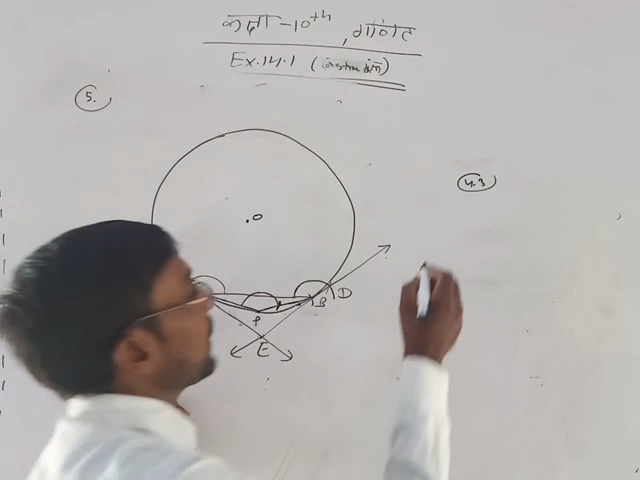 कक्षा - 10th, गणित
Ex.14.1 (construction)
5.
4.3
.O
B
D
P
E